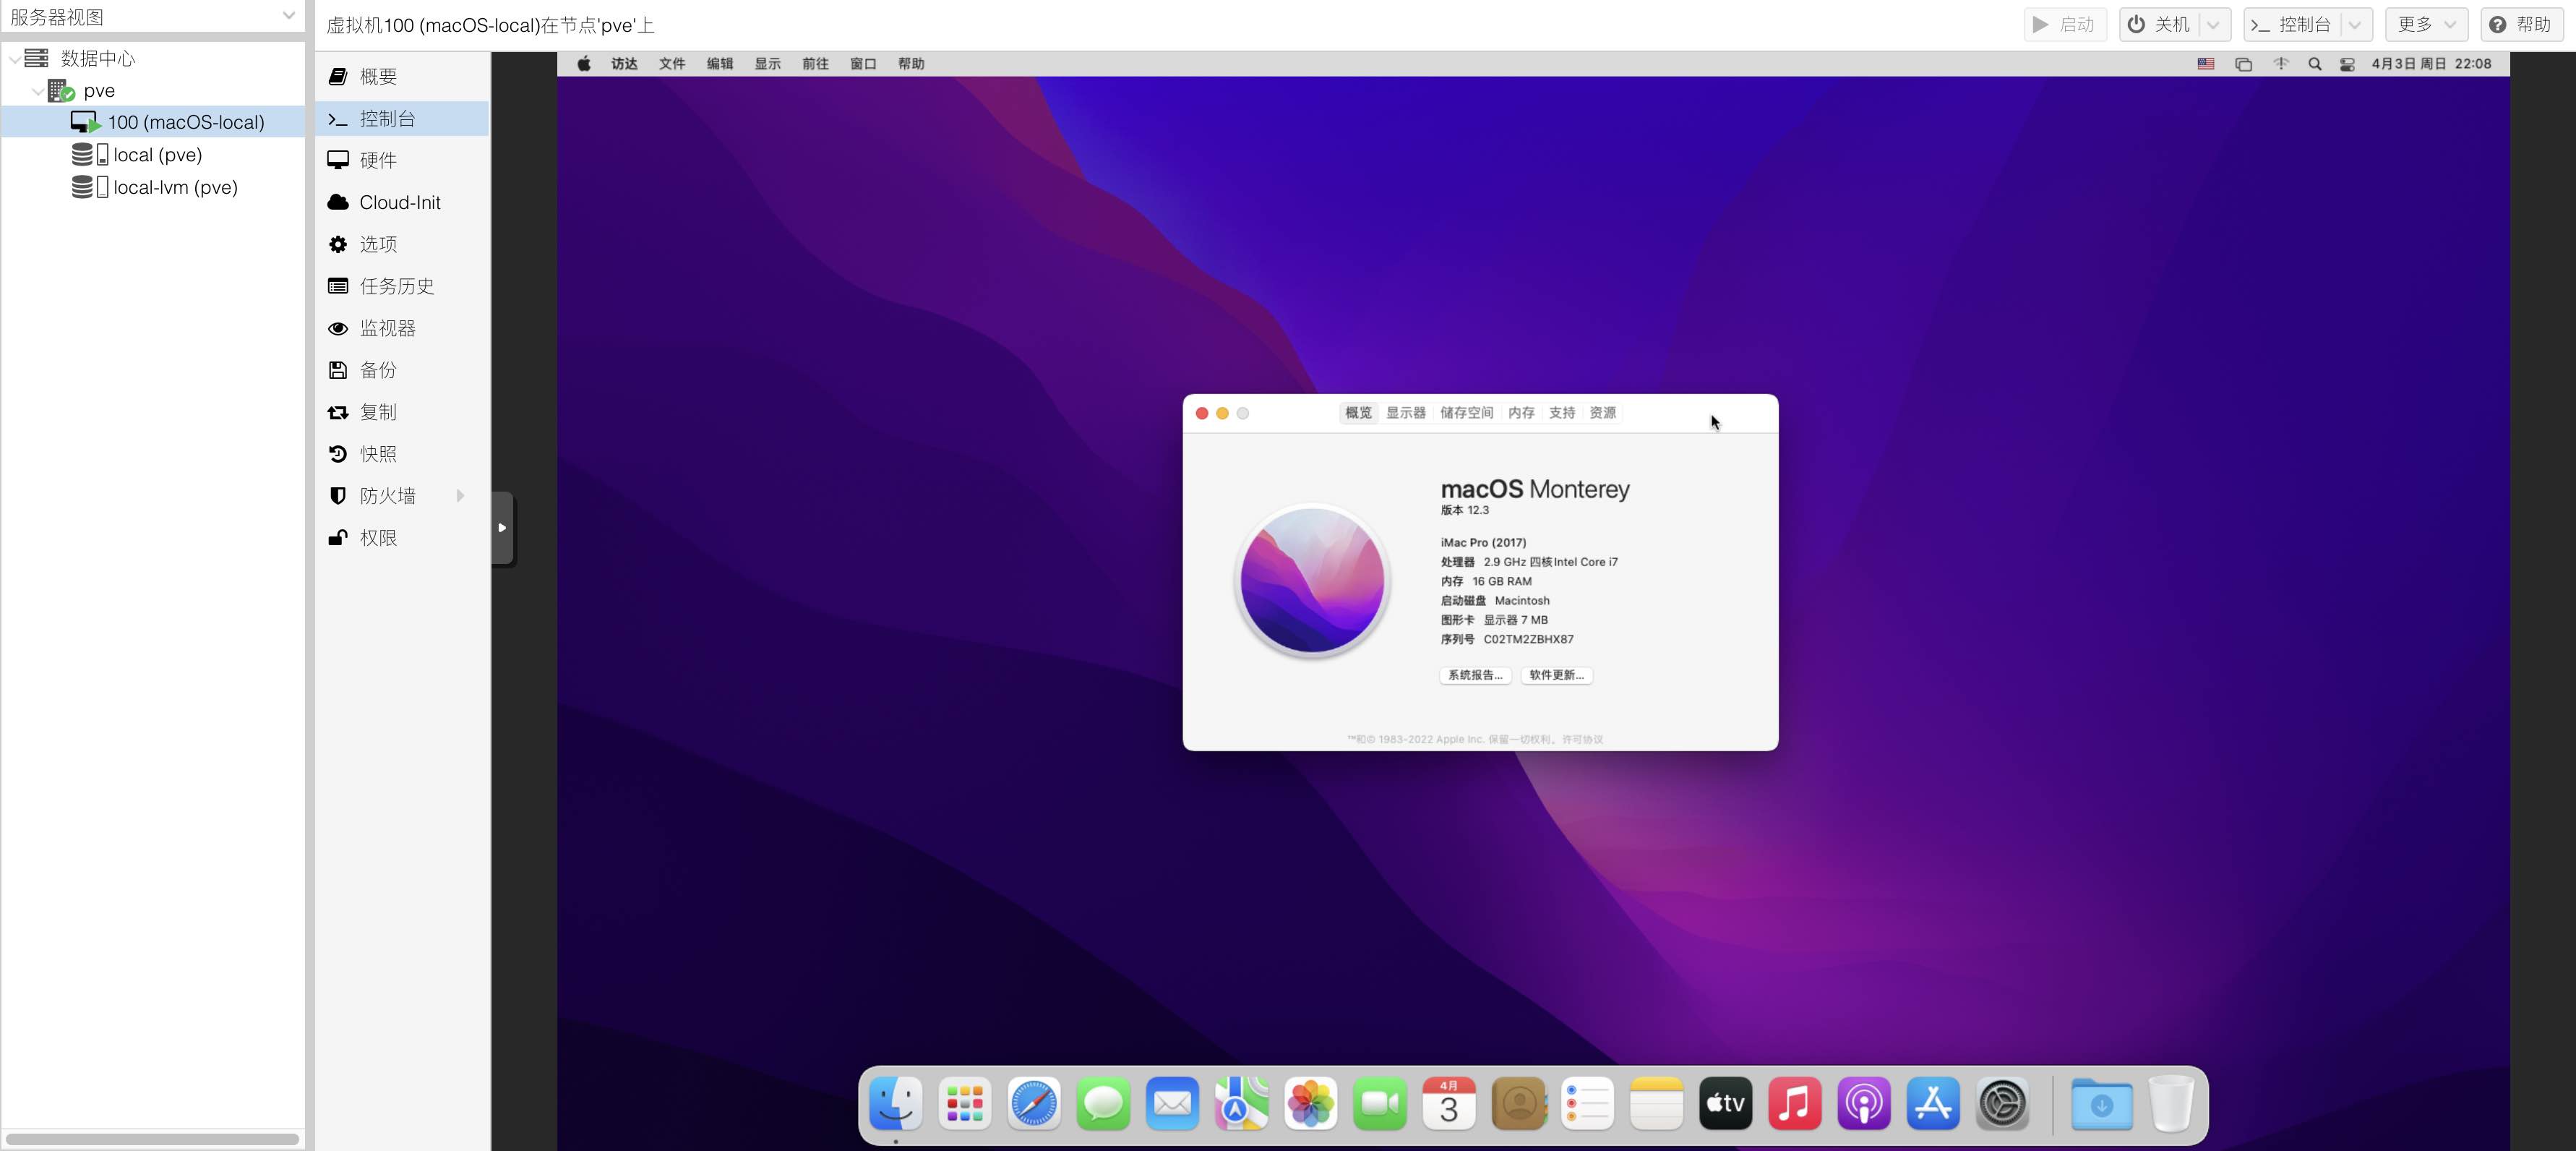 服务器视图
虚拟机100 (macOS-local)在节点'pve'上
启动
关机
控制台
更多
帮助
数据中心
pve
100 (macOS-local)
local (pve)
local-lvm (pve)
概要
控制台
硬件
Cloud-Init
选项
任务历史
监视器
备份
复制
快照
防火墙
权限
访达 文件 编辑 显示 前往 窗口 帮助
4月3日 周日 22:08
概览 显示器 储存空间 内存 支持 资源
macOS Monterey
版本 12.3
iMac Pro (2017)
处理器 2.9 GHz 四核Intel Core i7
内存 16 GB RAM
启动磁盘 Macintosh
图形卡 显示器 7 MB
序列号 C02TM2ZBHX87
系统报告... 软件更新...
™和© 1983-2022 Apple Inc. 保留一切权利。许可协议
4月
3
tv